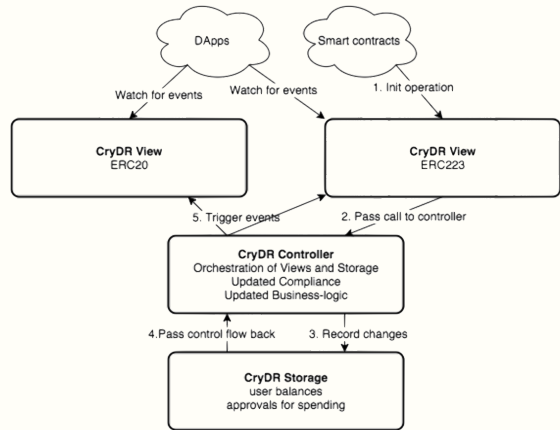 DApps
Smart contracts
Watch for events
Watch for events
1. Init operation
CryDR View
ERC20
CryDR View
ERC223
5. Trigger events
2. Pass call to controller
CryDR Controller
Orchestration of Views and Storage
Updated Compliance
Updated Business-logic
4.Pass control flow back
3. Record changes
CryDR Storage
user balances
approvals for spending